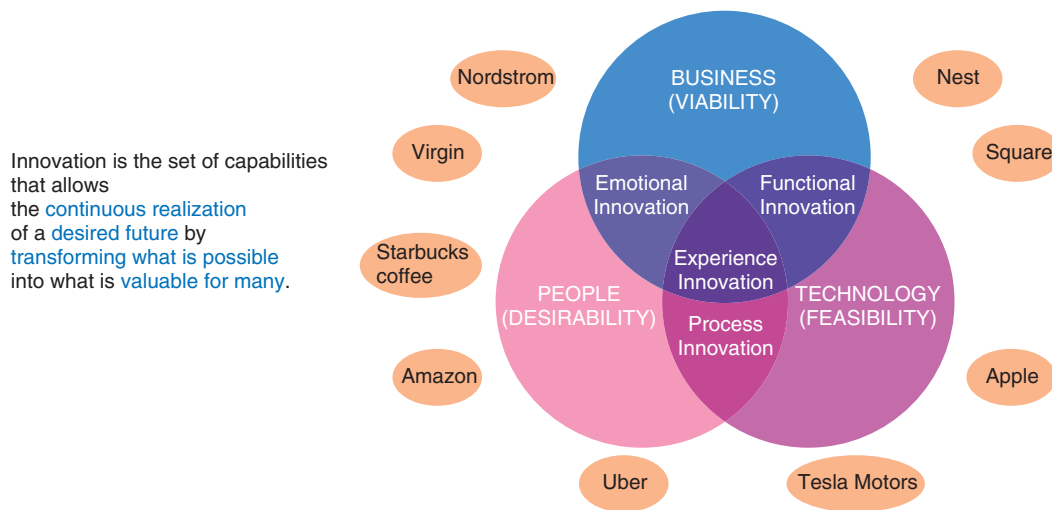 Innovation is the set of capabilities
that allows
the continuous realization
of a desired future by
transforming what is possible
into what is valuable for many.
Nordstrom
Virgin
Starbucks
coffee
Amazon
Uber
BUSINESS
(VIABILITY)
Emotional
Innovation
Functional
Innovation
Experience
Innovation
PEOPLE
(DESIRABILITY)
TECHNOLOGY
(FEASIBILITY)
Process
Innovation
Nest
Square
Apple
Tesla Motors